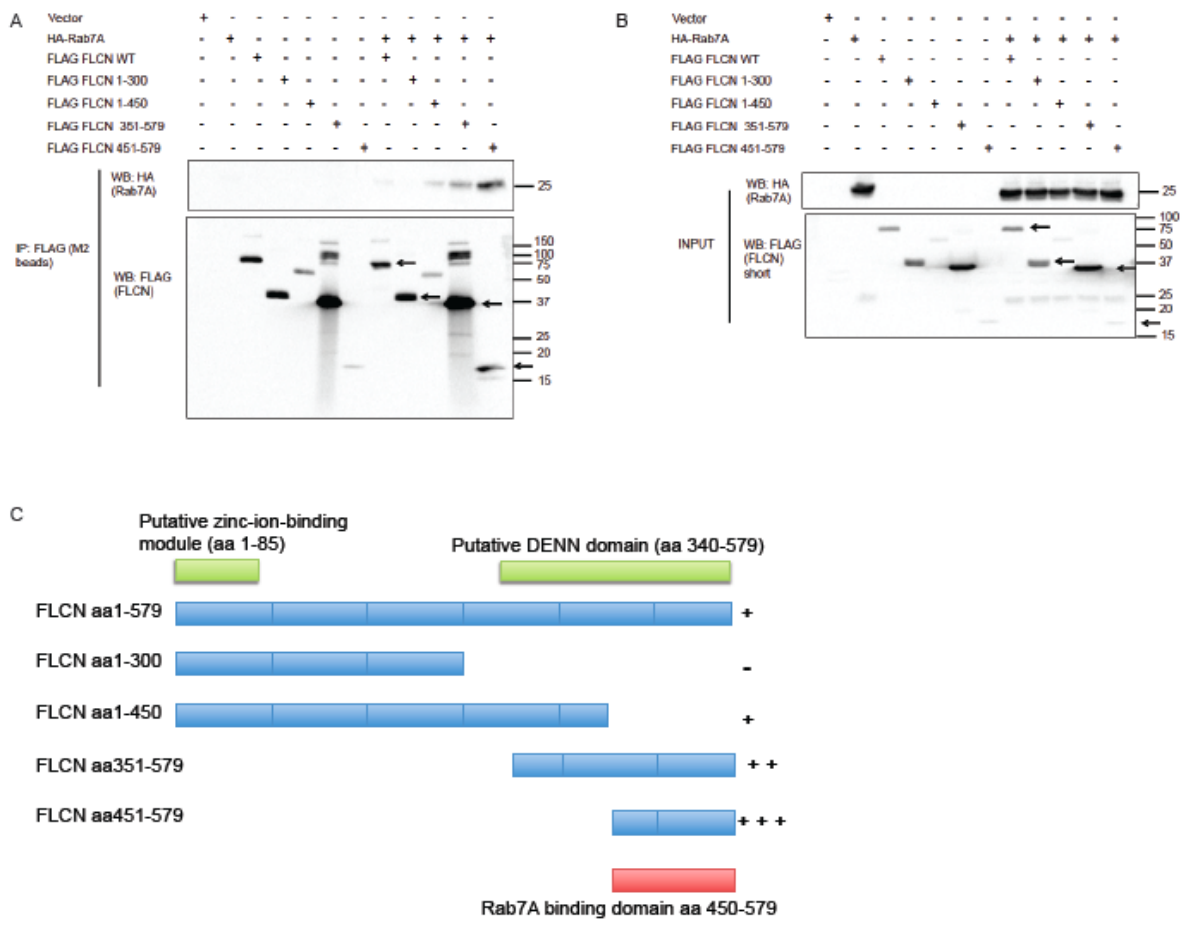 A
Vector + - - - - - - - - - - -
HA-Rab7A - + - - - - - + + + + +
FLAG FLCN WT - - + - - - - + - - - -
FLAG FLCN 1-300 - - - + - - - - + - - -
FLAG FLCN 1-450 - - - - + - - - - + - -
FLAG FLCN 351-579 - - - - - + - - - - + -
FLAG FLCN 451-579 - - - - - - + - - - - +
WB: HA
(Rab7A)
25
IP: FLAG (M2
beads)
WB: FLAG
(FLCN)
150
100
75
50
37
25
20
15
B
Vector + - - - - - - - - - - -
HA-Rab7A - + - - - - - + + + + +
FLAG FLCN WT - - + - - - - + - - - -
FLAG FLCN 1-300 - - - + - - - - + - - -
FLAG FLCN 1-450 - - - - + - - - - + - -
FLAG FLCN 351-579 - - - - - + - - - - + -
FLAG FLCN 451-579 - - - - - - + - - - - +
WB: HA
(Rab7A)
25
INPUT
WB: FLAG
(FLCN)
short
100
75
50
37
25
20
15
C
Putative zinc-ion-binding
module (aa 1-85)
Putative DENN domain (aa 340-579)
FLCN aa1-579 +
FLCN aa1-300 -
FLCN aa1-450 +
FLCN aa351-579 + +
FLCN aa451-579 + + +
Rab7A binding domain aa 450-579